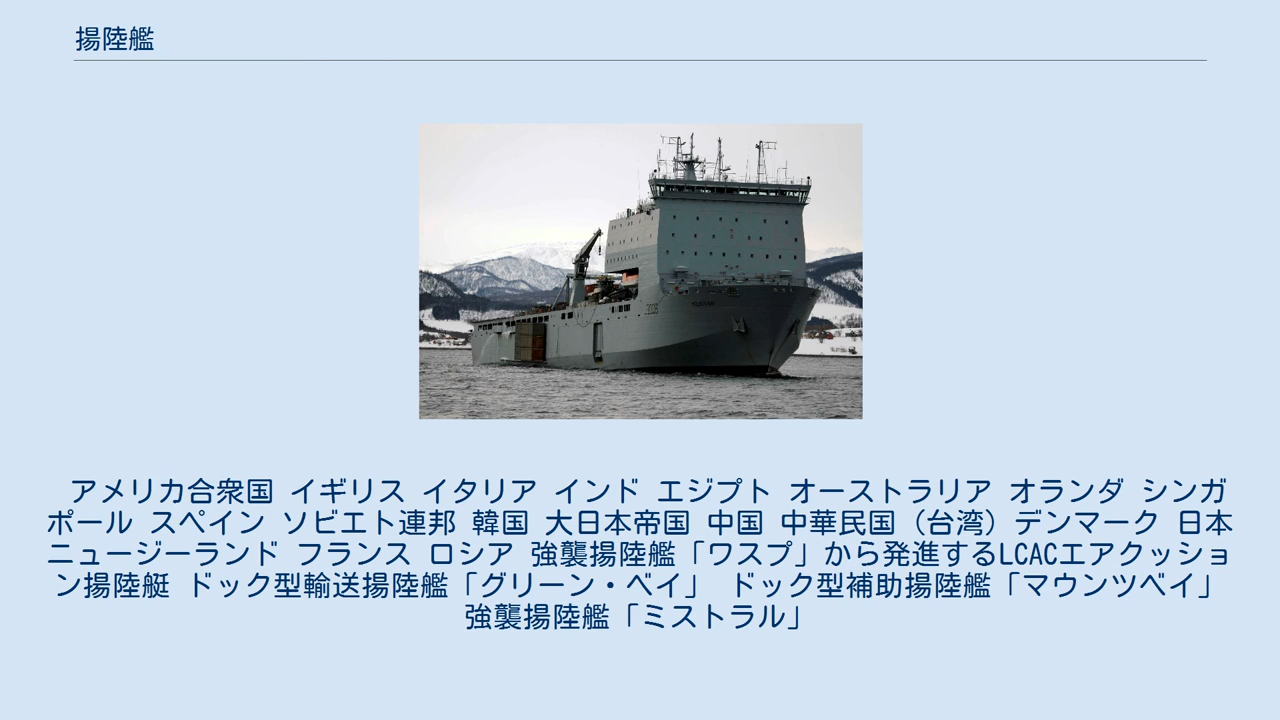 揚陸艦
アメリカ合衆国 イギリス イタリア インド エジプト オーストラリア オランダ シンガ
ポール スペイン ソビエト連邦 韓国 大日本帝国 中国 中華民国（台湾）デンマーク 日本
ニュージーランド フランス ロシア 強襲揚陸艦「ワスプ」から発進するLCACエアクッショ
ン揚陸艇 ドック型輸送揚陸艦「グリーン・ベイ」 ドック型補助揚陸艦「マウンツベイ」
強襲揚陸艦「ミストラル」